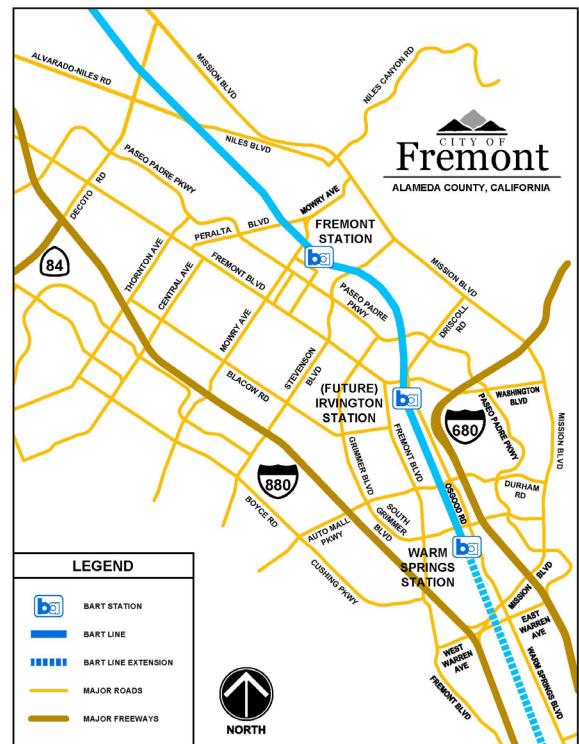 MISSION BLVD
ALVARADO-NILES RD
NILES CANYON RD
NILES BLVD
CITY OF
Fremont
ALAMEDA COUNTY, CALIFORNIA
PASEO PADRE PKWY
DECOTO RD
MOWRY AVE
PERALTA BLVD
ba
FREMONT
STATION
84
THORNTON AVE
CENTRAL AVE
FREMONT BLVD
MISSION BLVD
PASEO PADRE
PKWY
DRISCOLL
RD
MOWRY AVE
STEVENSON
BLVD
BLACOW RD
(FUTURE)
IRVINGTON
STATION
ba
WASHINGTON
BLVD
PASEO PADRE PKWY
MISSION BLVD
680
GRIMMER BLVD
FREMONT BLVD
880
OSGOOD RD
DURHAM
RD
BOYCE RD
SOUTH
GRIMMER
BLVD
AUTO MALL
PKWY
CUSHING PKWY
WARM
SPRINGS
STATION
ba
MISSION BLVD
EAST
WARREN
AVE
WEST
WARREN
AVE
WARM SPRINGS BLVD
FREMONT BLVD
LEGEND
ba BART STATION
BART LINE
BART LINE EXTENSION
MAJOR ROADS
MAJOR FREEWAYS
NORTH